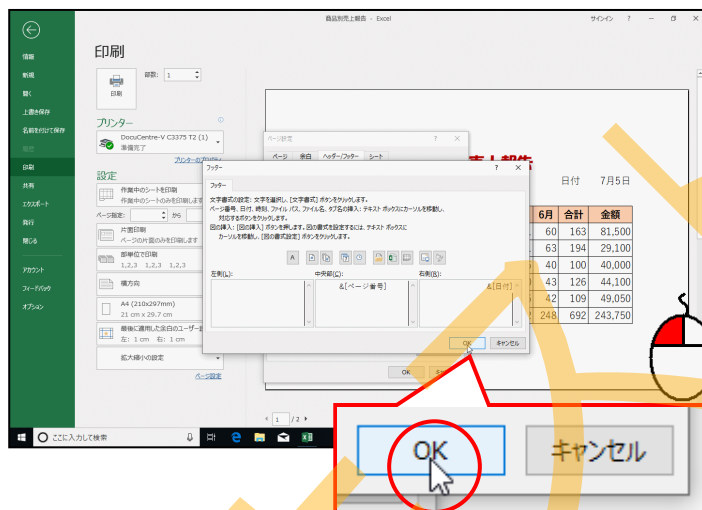 商品別売上報告 - Excel
サインイン ?
情報
新規
開く
上書き保存
名前を付けて保存
履歴
印刷
共有
エクスポート
発行
閉じる
アカウント
フィードバック
オプション
印刷
部数: 1
印刷
プリンター
DocuCentre-V C3375 T2 (1)
準備完了
設定
作業中のシートを印刷
作業中のシートのみを印刷します
ページ指定: から
片面印刷
ページの片面のみを印刷します
部単位で印刷
1,2,3 1,2,3 1,2,3
横方向
A4 (210x297mm)
21 cm x 29.7 cm
最後に適用した余白のユーザー
左: 1 cm 右: 1 cm
拡大縮小の設定
ページ設定
1 / 2
ページ設定 ?
ページ 余白 ヘッダー/フッター シート
OK
フッター ?
フッター
文字書式の設定: 文字を選択し、[文字書式] ボタンをクリックします。
ページ番号、日付、時刻、ファイル パス、ファイル名、タブ名の挿入: テキスト ボックスにカーソルを移動し、
対応するボタンをクリックします。
図の挿入: [図の挿入] ボタンを押します。図の書式を設定するには、テキスト ボックスに
カーソルを移動し、[図の書式設定] ボタンをクリックします。
左側(L): 中央部(C): 右側(R):
&[ページ番号] &[日付]
OK キャンセル
日付 7月5日
6月 合計 金額
60 163 81,500
63 194 29,100
40 100 40,000
43 126 44,100
42 109 49,050
248 692 243,750
ここに入力して検索
OK キャンセル